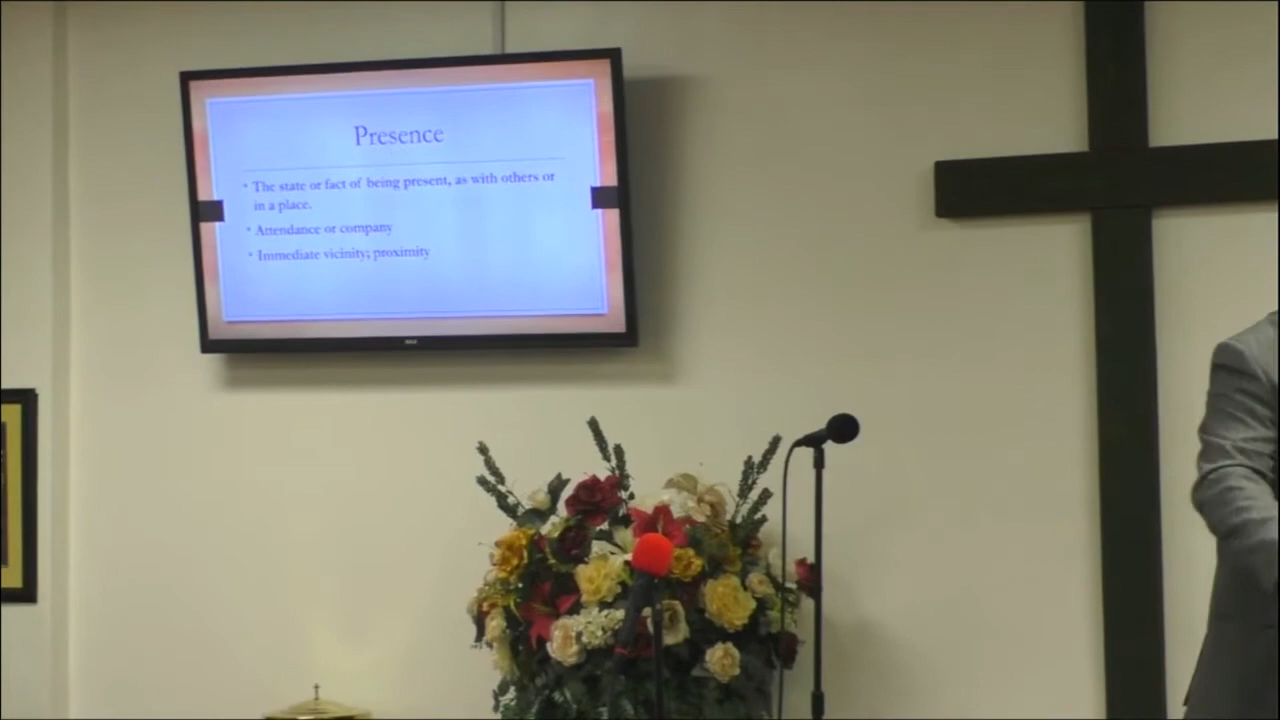 Presence
• The state or fact of being present, as with others or
in a place.
• Attendance or company
• Immediate vicinity; proximity
RCA